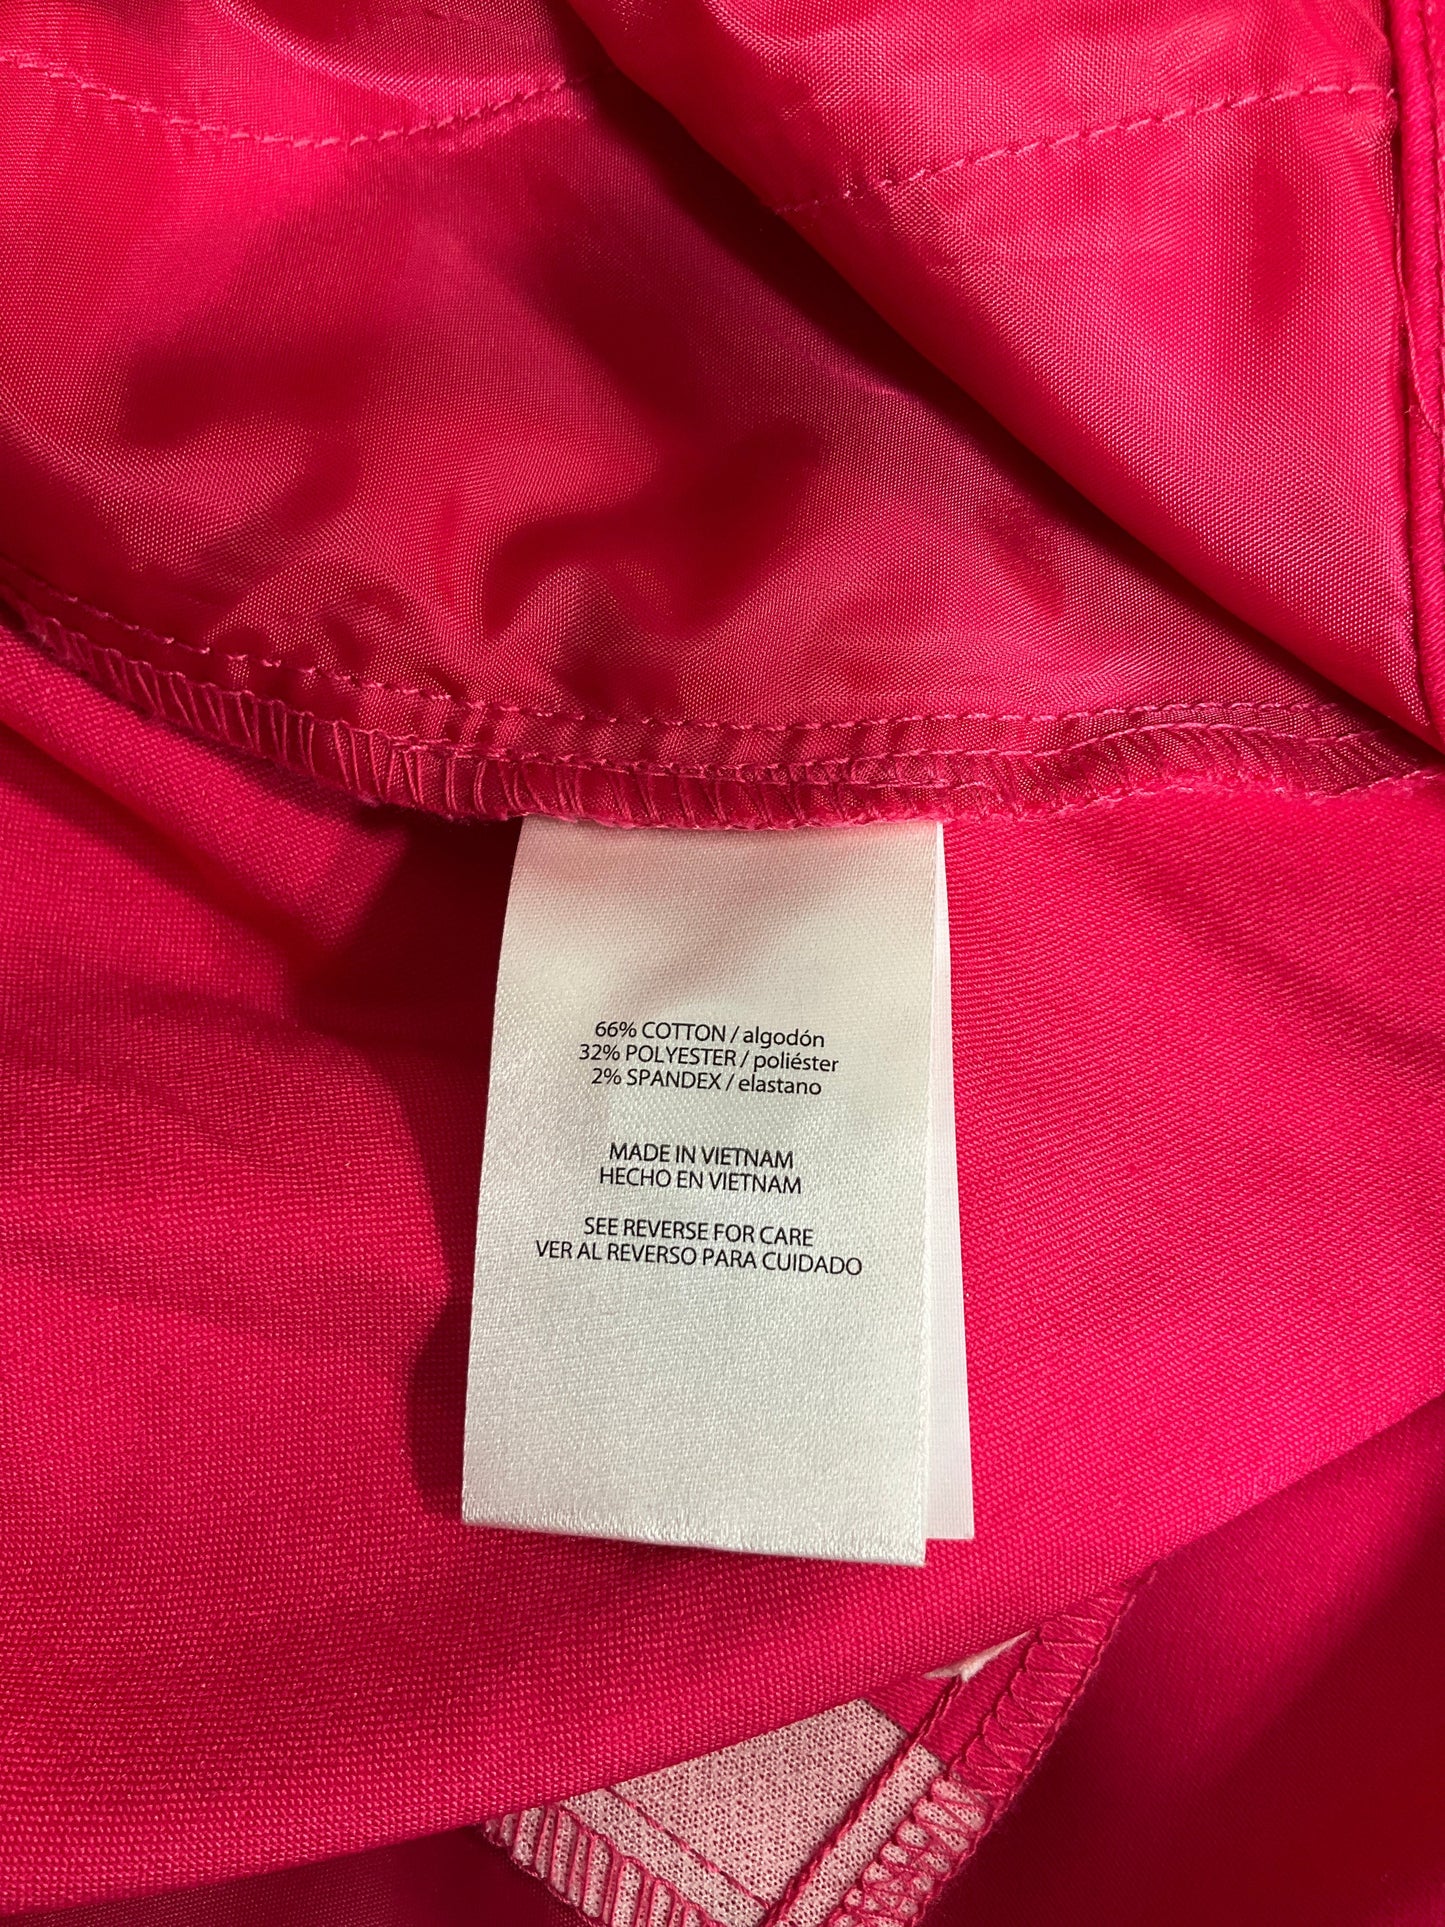 66% COTTON / algodón
32% POLYESTER / poliéster
2% SPANDEX / elastano
MADE IN VIETNAM
HECHO EN VIETNAM
SEE REVERSE FOR CARE
VER AL REVERSO PARA CUIDADO